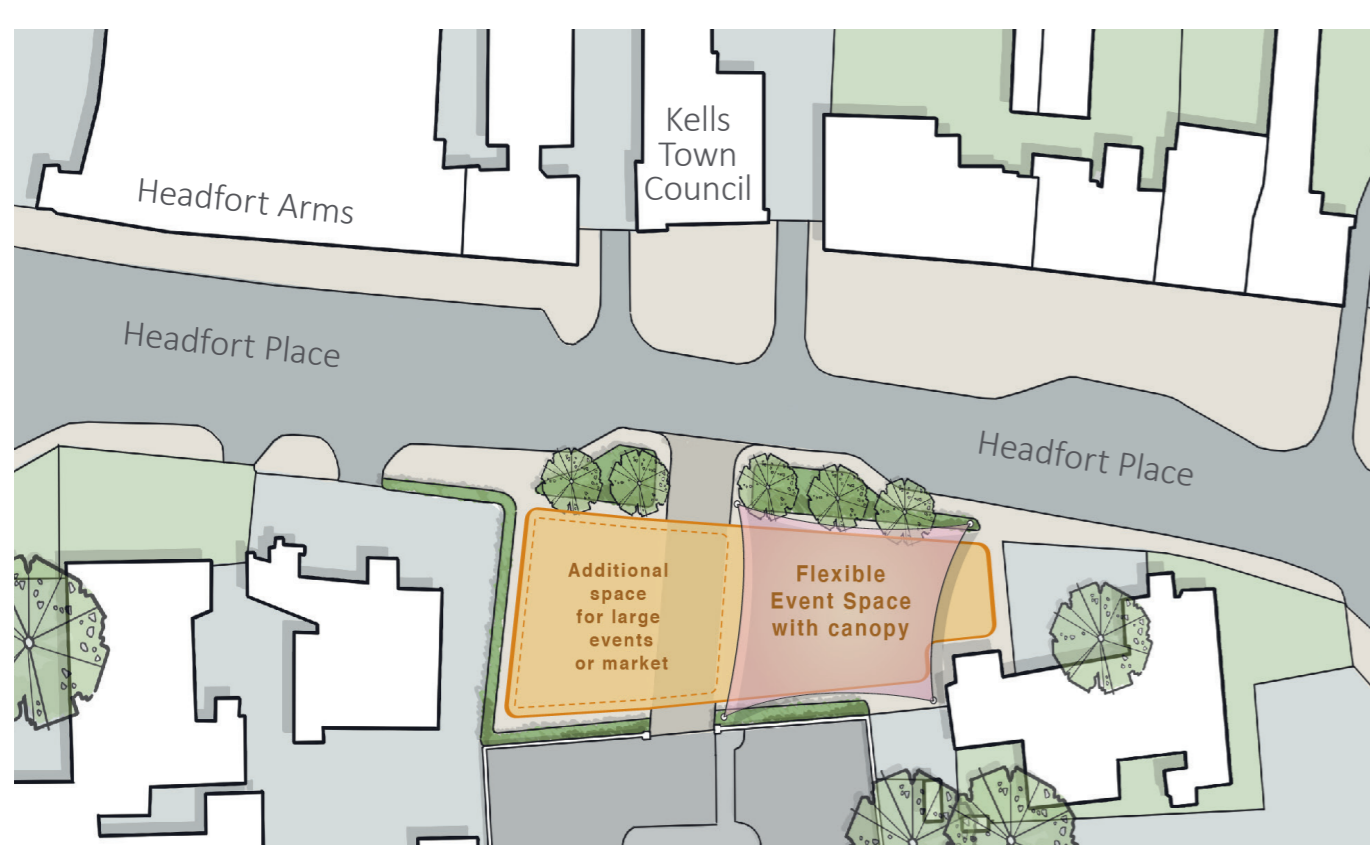 Kells
Town
Council
Headfort Arms
Headfort Place
Headfort Place
Additional
space
for large
events
or market
Flexible
Event Space
with canopy